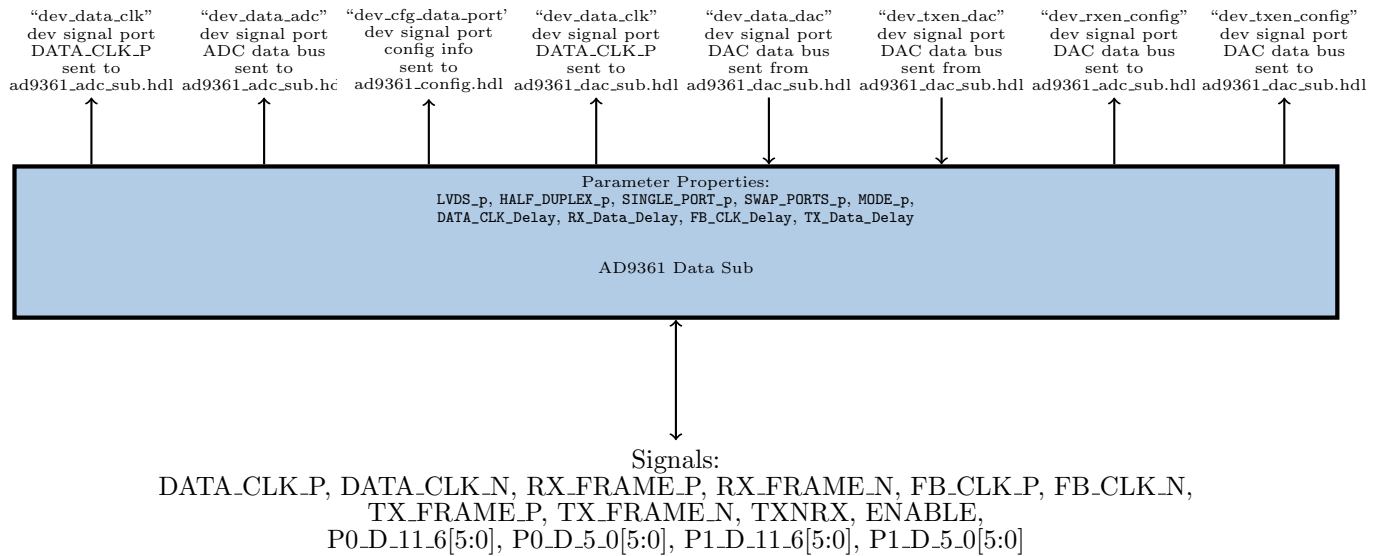 “dev_data_clk”
dev signal port
DATA_CLK_P
sent to
ad9361_adc_sub.hdl
“dev_data_adc”
dev signal port
ADC data bus
sent to
ad9361_adc_sub.hd
“dev_cfg_data_port’
dev signal port
config info
sent to
ad9361_config.hdl
“dev_data_clk”
dev signal port
DATA_CLK_P
sent to
ad9361_dac_sub.hdl
“dev_data_dac”
dev signal port
DAC data bus
sent from
ad9361_dac_sub.hdl
“dev_txen_dac”
dev signal port
DAC data bus
sent from
ad9361_dac_sub.hdl
“dev_rxen_config”
dev signal port
DAC data bus
sent to
ad9361_adc_sub.hdl
“dev_txen_config”
dev signal port
DAC data bus
sent to
ad9361_dac_sub.hdl
Parameter Properties:
LVDS_p, HALF_DUPLEX_p, SINGLE_PORT_p, SWAP_PORTS_p, MODE_p,
DATA_CLK_Delay, RX_Data_Delay, FB_CLK_Delay, TX_Data_Delay
AD9361 Data Sub
Signals:
DATA_CLK_P, DATA_CLK_N, RX_FRAME_P, RX_FRAME_N, FB_CLK_P, FB_CLK_N,
TX_FRAME_P, TX_FRAME_N, TXNRX, ENABLE,
P0_D_11_6[5:0], P0_D_5_0[5:0], P1_D_11_6[5:0], P1_D_5_0[5:0]